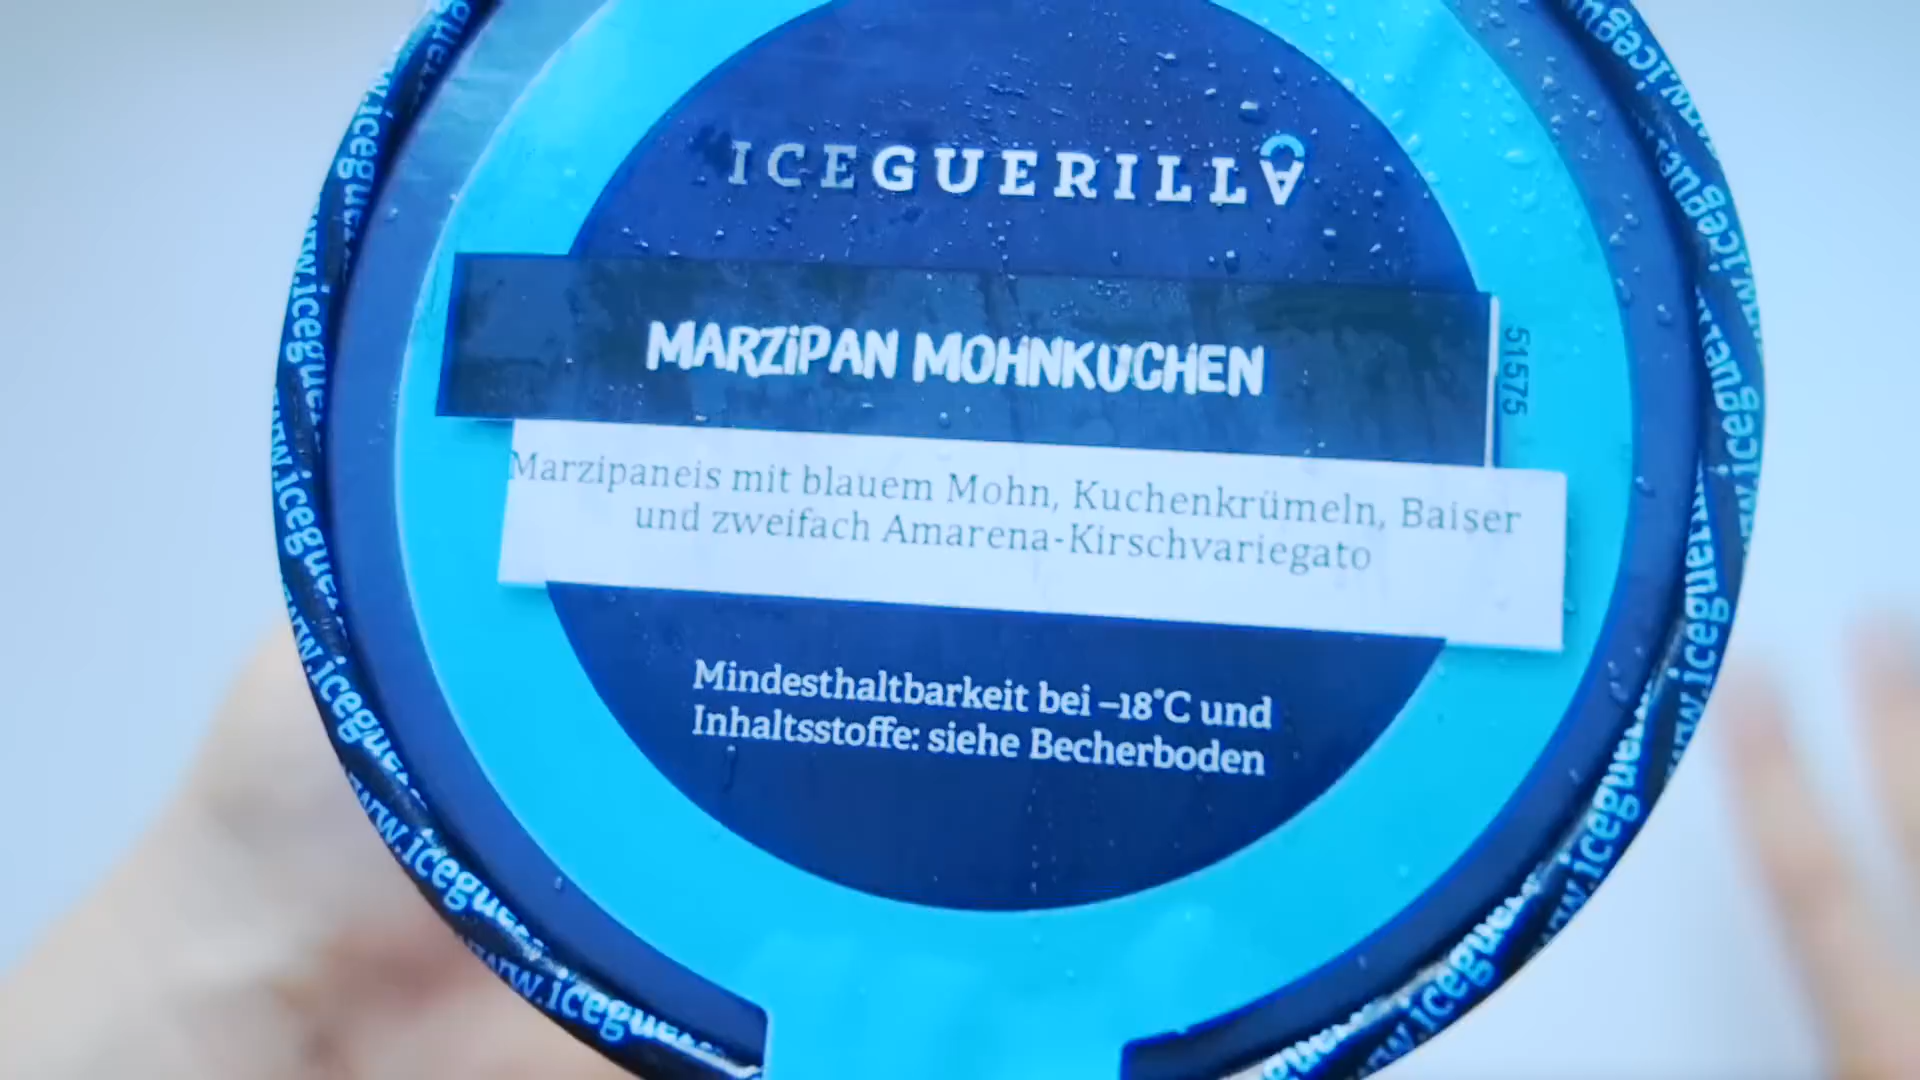 ICEGUERILLA
MARZiPAN MOHNKUCHEN
51575
Marzipaneis mit blauem Mohn, Kuchenkrümeln, Baiser
und zweifach Amarena-Kirschvariegato
Mindesthaltbarkeit bei –18°C und
Inhaltsstoffe: siehe Becherboden